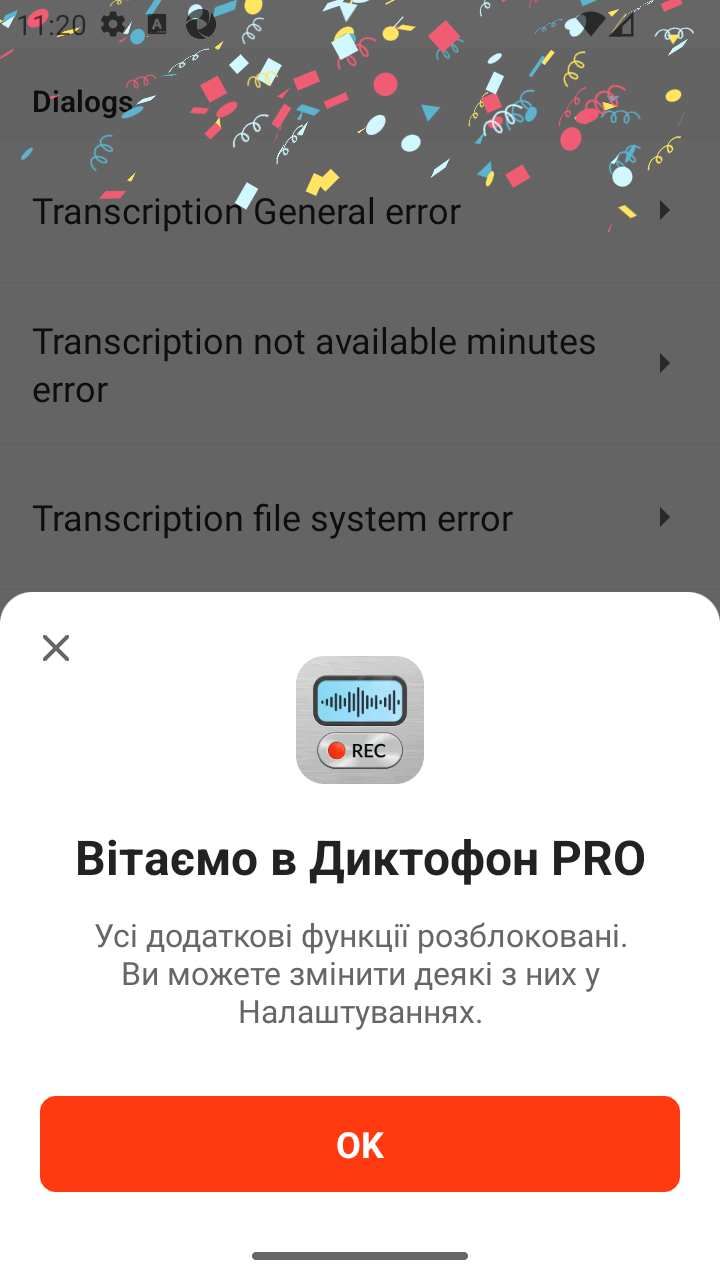 11:20
Dialogs
Transcription General error
Transcription not available minutes
error
Transcription file system error
REC
Вітаємо в Диктофон PRO
Усі додаткові функції розблоковані.
Ви можете змінити деякі з них у
Налаштуваннях.
OK